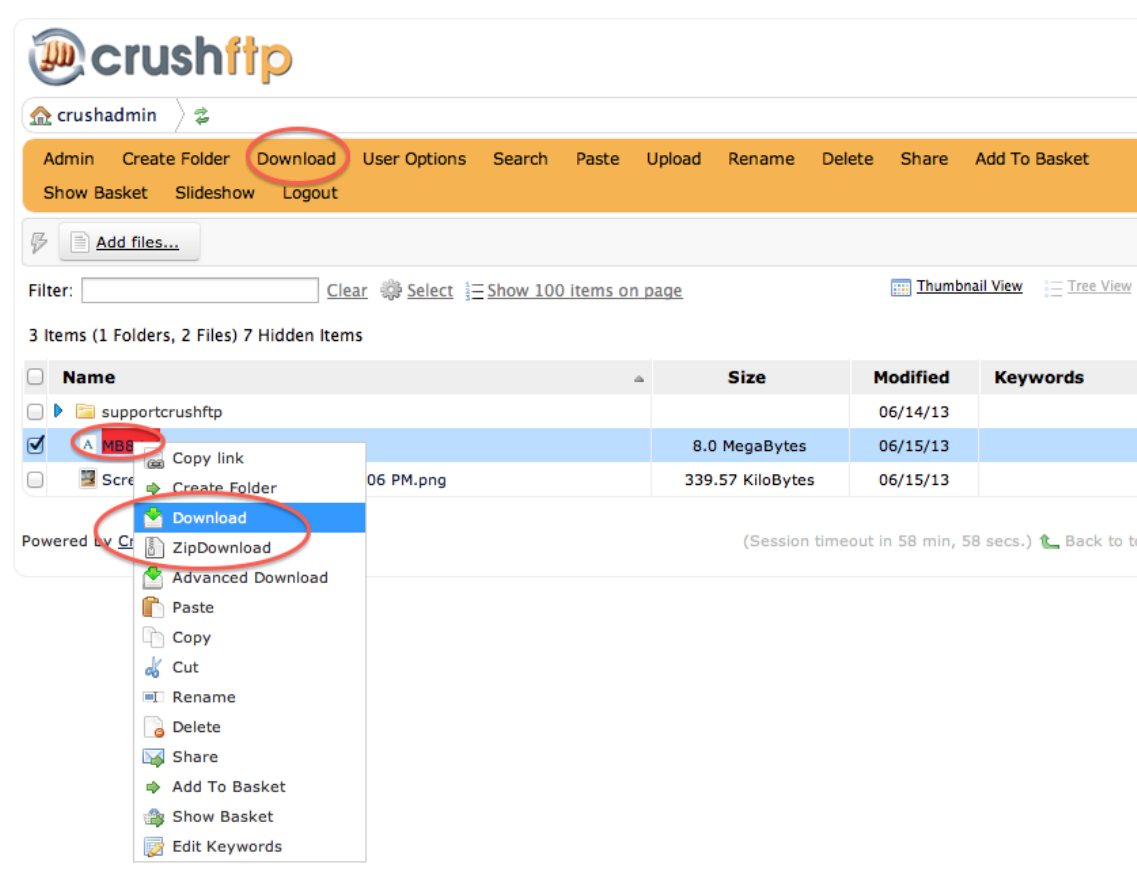 crushftp
crushadmin
Admin Create Folder Download User Options Search Paste Upload Rename Delete Share Add To Basket
Show Basket Slideshow Logout
Add files...
Filter: Clear Select Show 100 items on page Thumbnail View Tree View
3 Items (1 Folders, 2 Files) 7 Hidden Items
Name Size Modified Keywords
supportcrushftp 06/14/13
A MB8 8.0 MegaBytes 06/15/13
Scre 06 PM.png 339.57 KiloBytes 06/15/13
Powered by Cr (Session timeout in 58 min, 58 secs.) Back to t
Copy link
Create Folder
Download
ZipDownload
Advanced Download
Paste
Copy
Cut
Rename
Delete
Share
Add To Basket
Show Basket
Edit Keywords